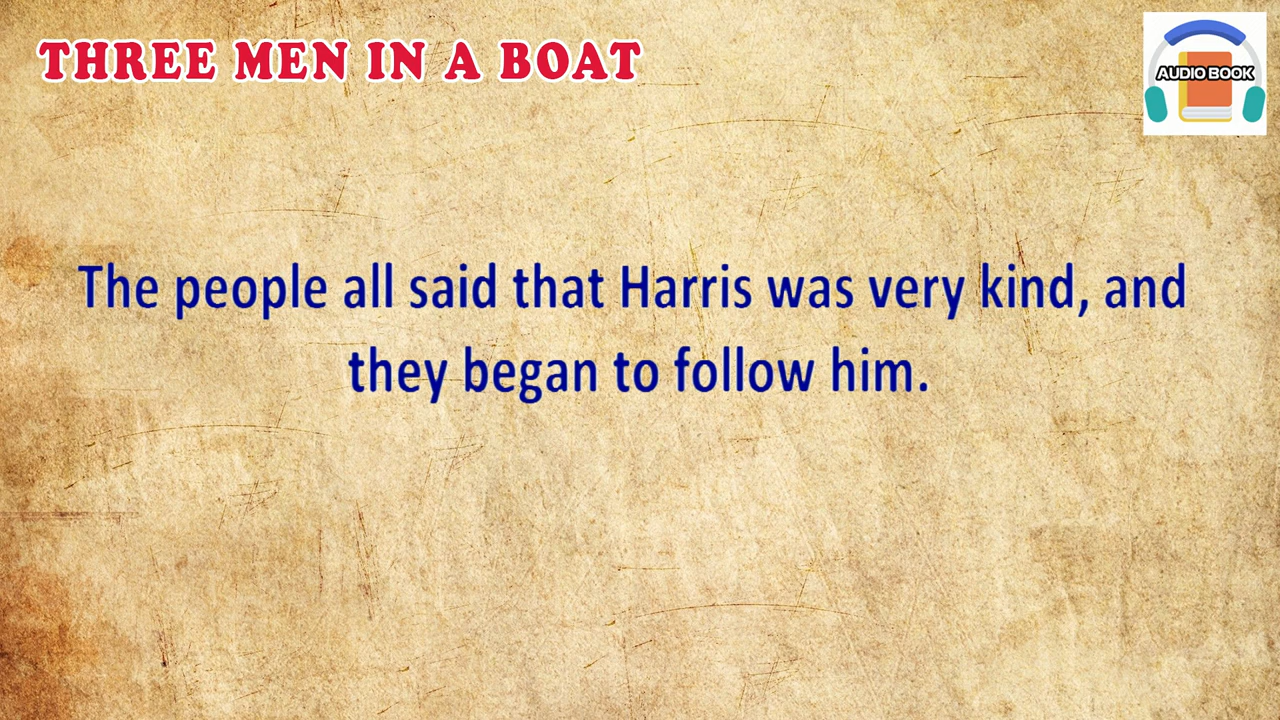 THREE MEN IN A BOAT
AUDIO BOOK
The people all said that Harris was very kind, and
they began to follow him.